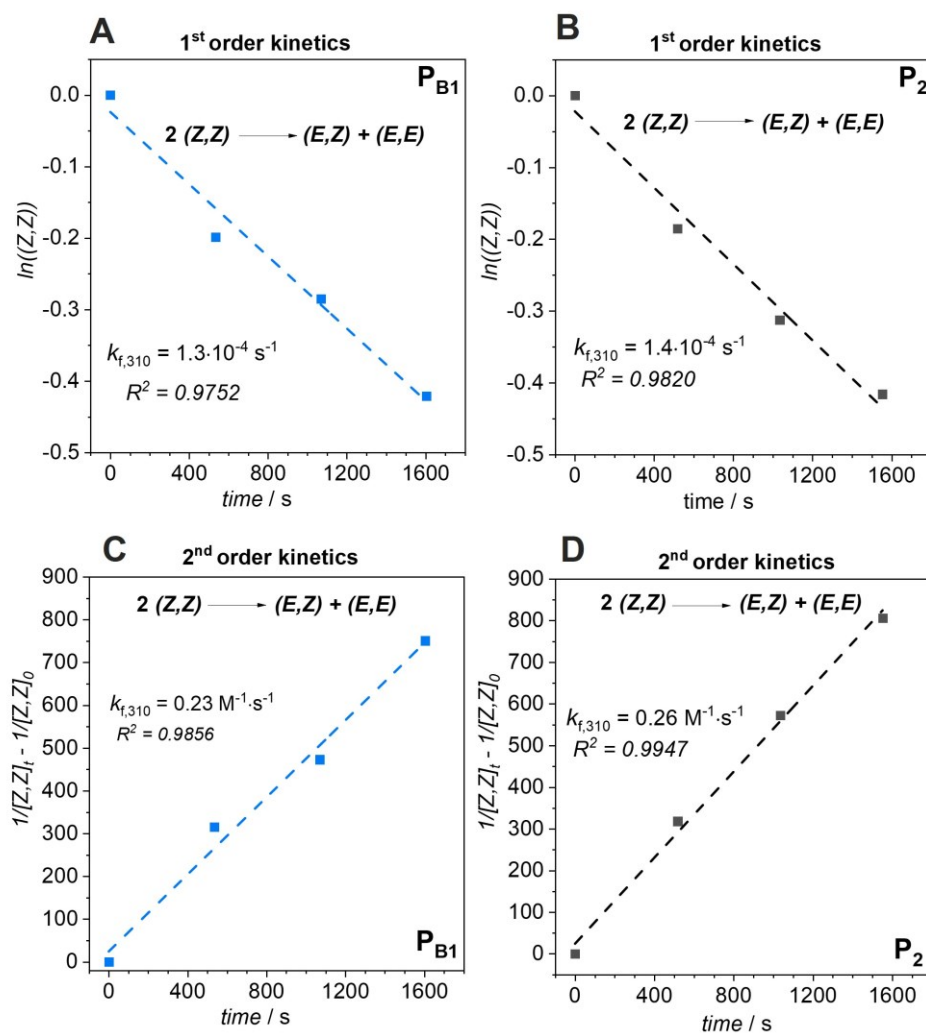 A
1st order kinetics
PB1
2 (Z,Z) → (E,Z) + (E,E)
0.0
-0.1
-0.2
-0.3
-0.4
-0.5
ln((Z,Z))
kf,310 = 1.3·10-4 s-1
R2 = 0.9752
0 400 800 1200 1600
time / s
B
1st order kinetics
P2
2 (Z,Z) → (E,Z) + (E,E)
0.0
-0.1
-0.2
-0.3
-0.4
-0.5
ln((Z,Z))
kf,310 = 1.4·10-4 s-1
R2 = 0.9820
0 400 800 1200 1600
time / s
C
2nd order kinetics
2 (Z,Z) → (E,Z) + (E,E)
900
800
700
600
500
400
300
200
100
0
1/[Z,Z]t - 1/[Z,Z]0
kf,310 = 0.23 M-1·s-1
R2 = 0.9856
PB1
0 400 800 1200 1600
time / s
D
2nd order kinetics
2 (Z,Z) → (E,Z) + (E,E)
900
800
700
600
500
400
300
200
100
0
1/[Z,Z]t - 1/[Z,Z]0
kf,310 = 0.26 M-1·s-1
R2 = 0.9947
P2
0 400 800 1200 1600
time / s